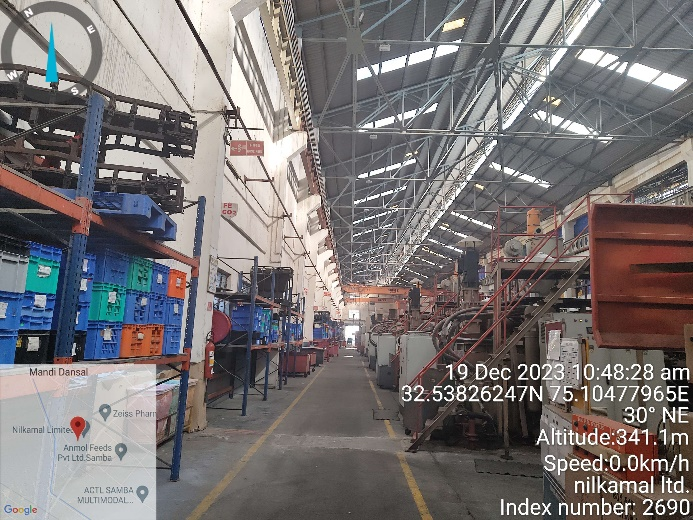 FE
Mandi Dansal
Zeiss Pharm
Nilkamal Limite
Anmol Feeds
Pvt Ltd,Samba
ACTL SAMBA
MULTIMODAL...
Google
19 Dec 2023 10:48:28 am
32.53826247N 75.10477965E
30° NE
Altitude:341.1m
Speed:0.0km/h
nilkamal ltd.
Index number: 2690